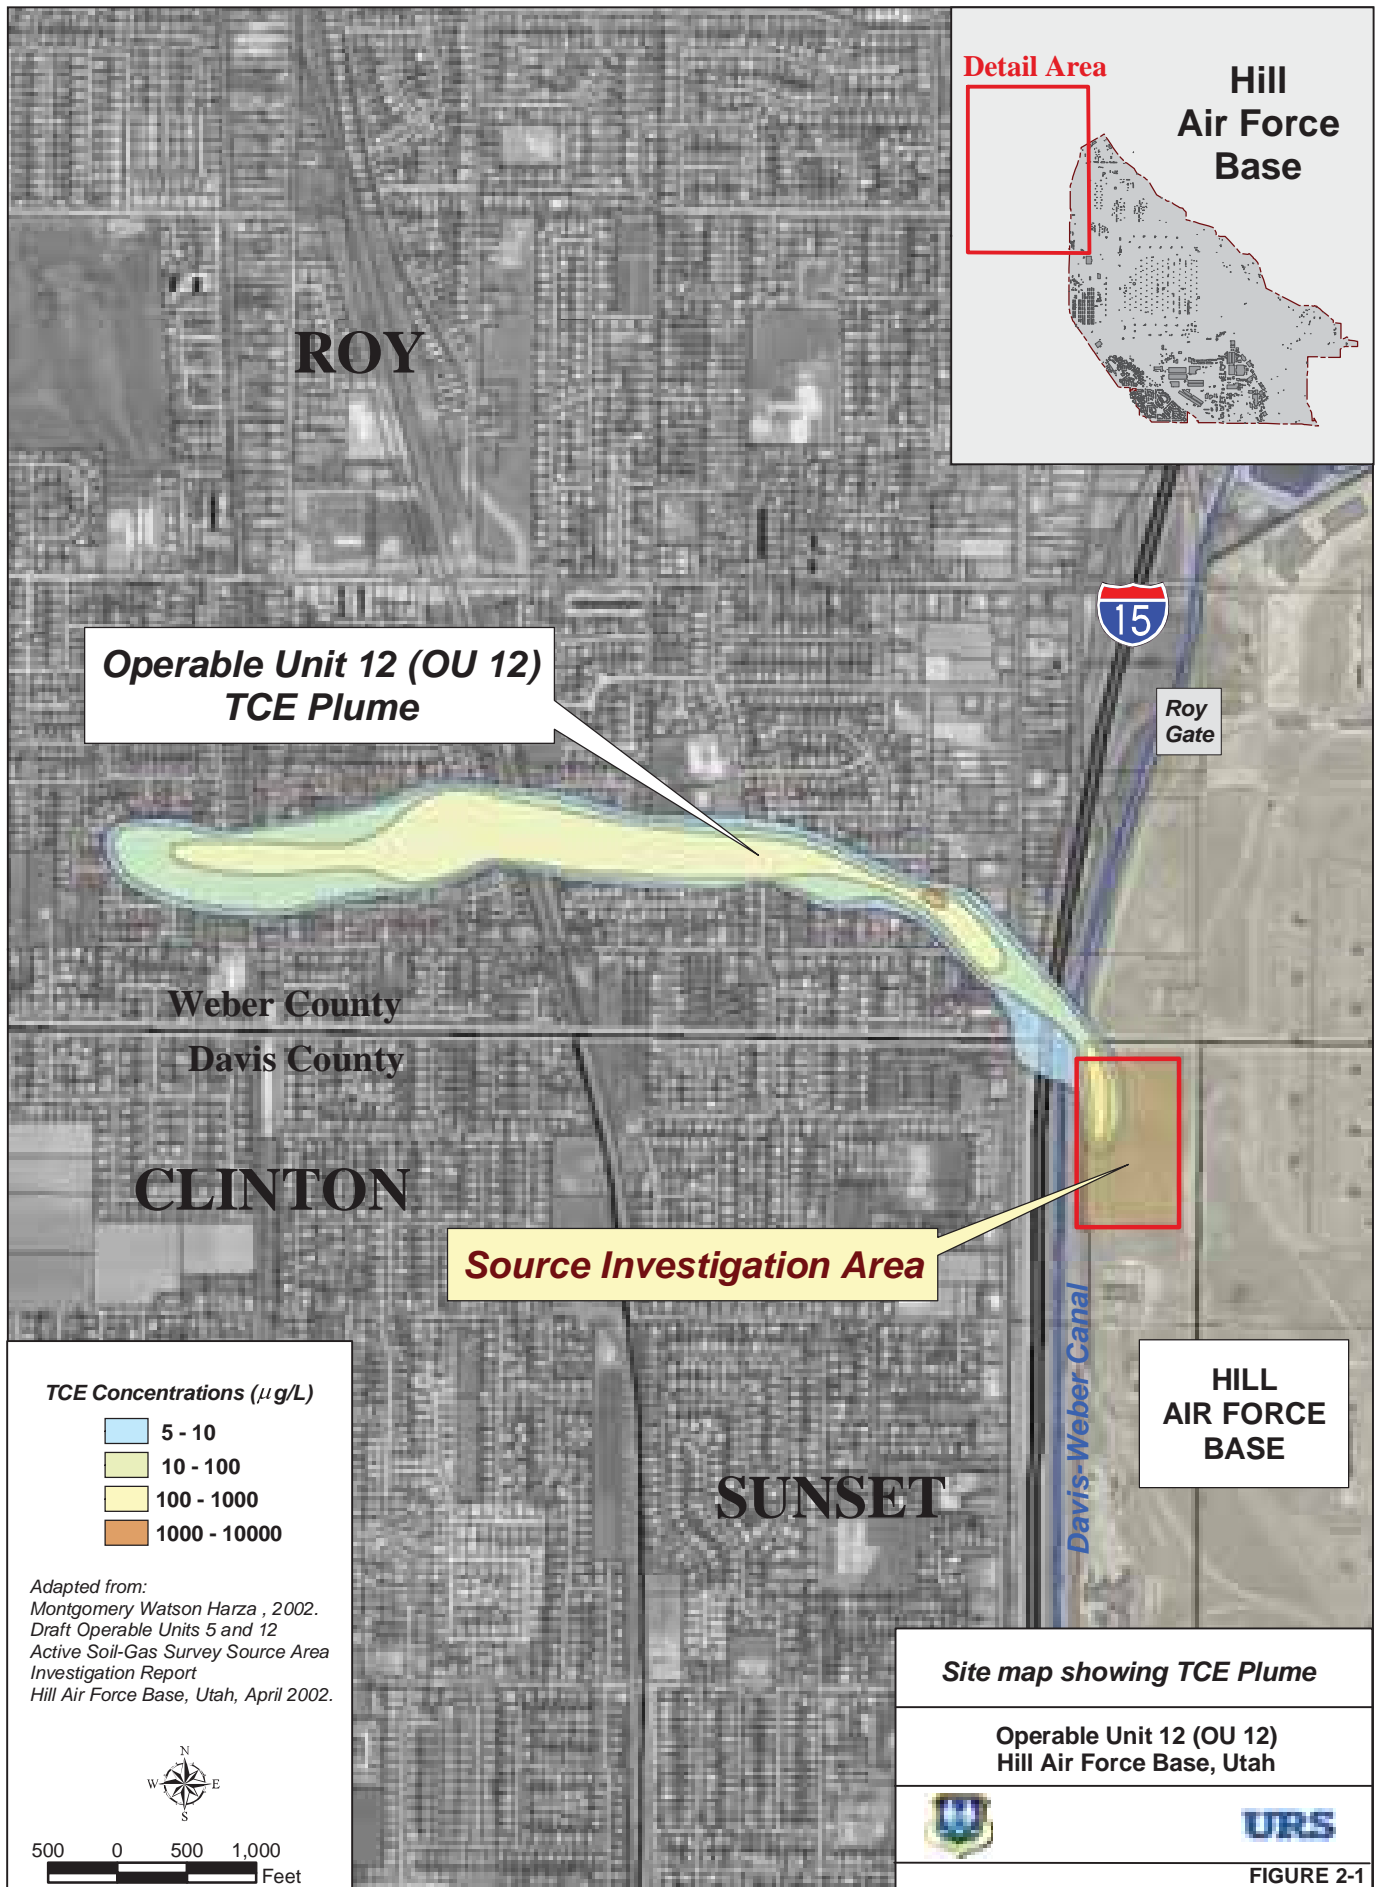 Detail Area
Hill
Air Force
Base
ROY
15
Operable Unit 12 (OU 12)
TCE Plume
Roy
Gate
Weber County
Davis County
CLINTON
Source Investigation Area
Davis-Weber Canal
HILL
AIR FORCE
BASE
SUNSET
TCE Concentrations (μg/L)
5 - 10
10 - 100
100 - 1000
1000 - 10000
Adapted from:
Montgomery Watson Harza , 2002.
Draft Operable Units 5 and 12
Active Soil-Gas Survey Source Area
Investigation Report
Hill Air Force Base, Utah, April 2002.
N
W E
S
500 0 500 1,000
Feet
Site map showing TCE Plume
Operable Unit 12 (OU 12)
Hill Air Force Base, Utah
URS
FIGURE 2-1